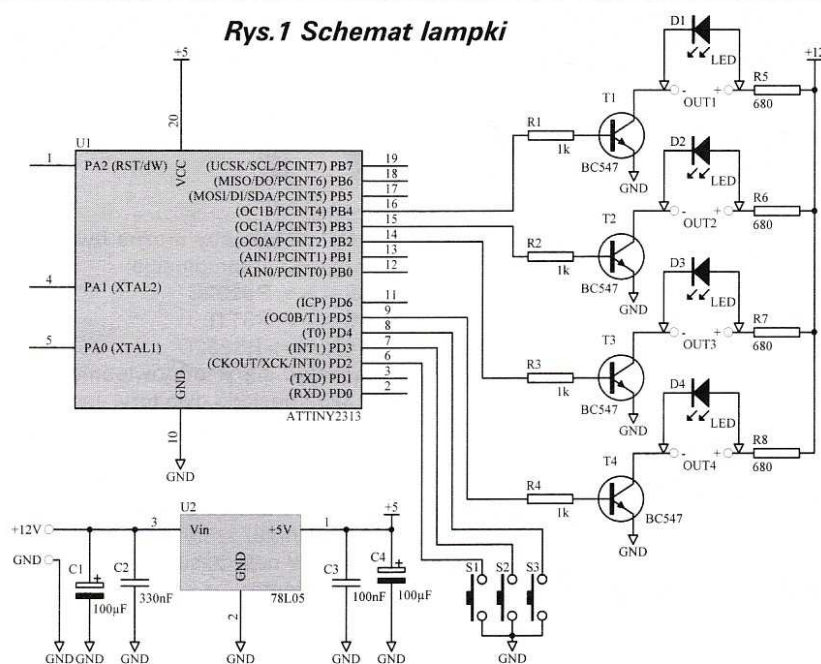 Rys.1 Schemat lampki
+5
20
U1
VCC
1
PA2 (RST/dW)
4
PA1 (XTAL2)
5
PA0 (XTAL1)
(UCSK/SCL/PCINT7) PB7
19
(MISO/DO/PCINT6) PB6
18
(MOSI/DI/SDA/PCINT5) PB5
17
(OC1B/PCINT4) PB4
16
(OC1A/PCINT3) PB3
15
(OC0A/PCINT2) PB2
14
(AIN1/PCINT1) PB1
13
(AIN0/PCINT0) PB0
12
(ICP) PD6
11
(OC0B/T1) PD5
9
(T0) PD4
8
(INT1) PD3
7
(CKOUT/XCK/INT0) PD2
6
(TXD) PD1
3
(RXD) PD0
2
GND
ATTINY2313
10
GND
R1
1k
T1
BC547
GND
D1
LED
- +
OUT1
R5
680
+12
R2
1k
T2
BC547
GND
D2
LED
- +
OUT2
R6
680
R3
1k
T3
BC547
GND
D3
LED
- +
OUT3
R7
680
R4
1k
T4
BC547
GND
D4
LED
- +
OUT4
R8
680
S1 S2 S3
GND
+12V
GND
C1
+
100µF
C2
330nF
3
U2
Vin +5V
GND
78L05
1
2
C3
100nF
+5
C4
+
100µF
GND GND GND GND GND GND